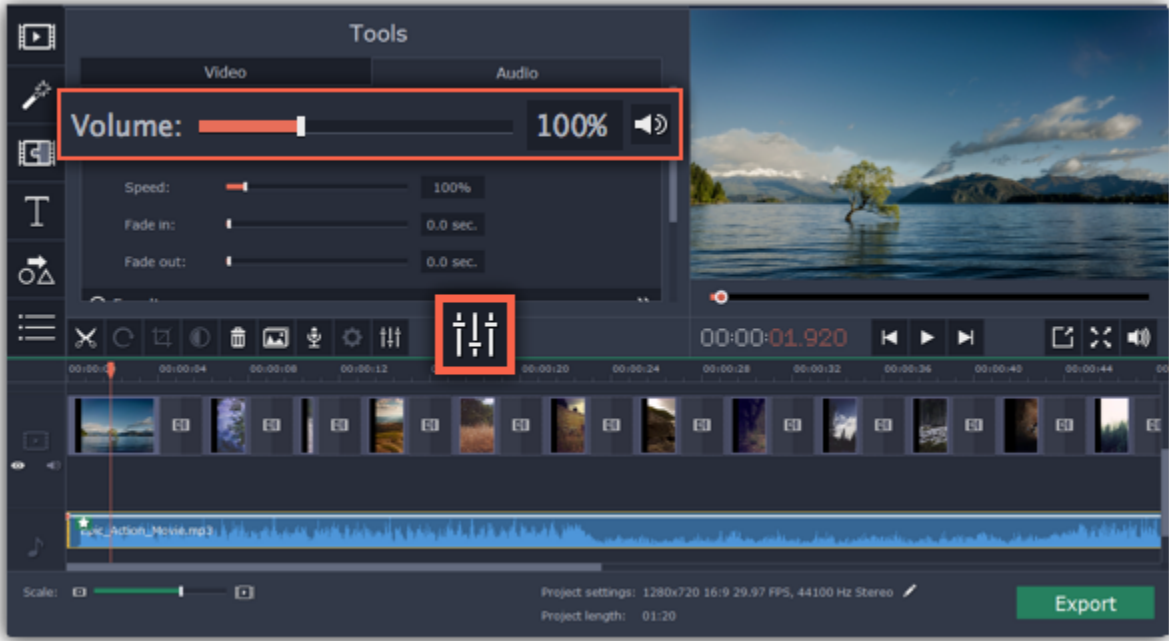 Tools
Video Audio
Volume: 100%
Speed: 100%
Fade in: 0.0 sec.
Fade out: 0.0 sec.
T
00:00:01.920
00:00:04 00:00:08 00:00:12 00:00:20 00:00:24 00:00:28 00:00:32 00:00:36 00:00:40 00:00:44
Epic_Action_Movie.mp3
Scale:
Project settings: 1280x720 16:9 29.97 FPS, 44100 Hz Stereo
Project length: 01:20
Export